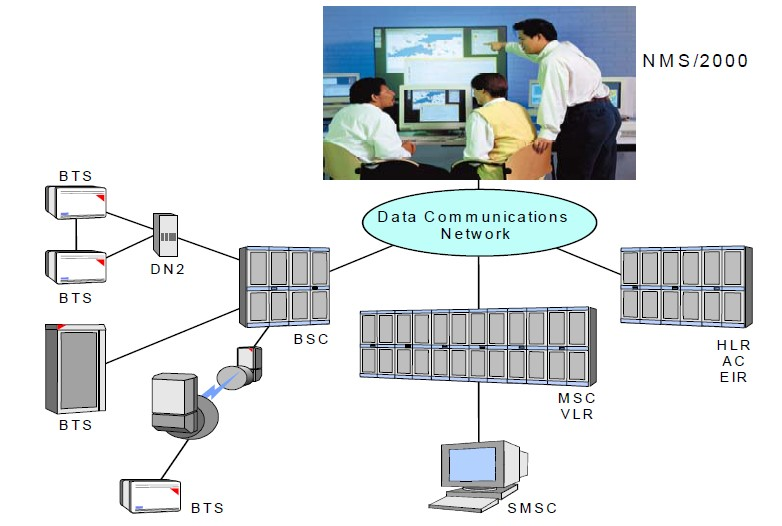 NMS/2000
Data Communications
Network
BTS
DN2
BTS
BSC
BTS
BTS
MSC
VLR
HLR
AC
EIR
SMSC